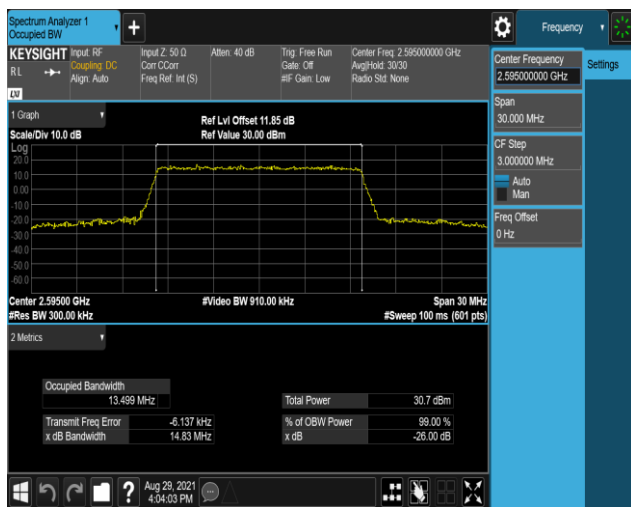 Spectrum Analyzer 1
Occupied BW
Frequency
KEYSIGHT
RL
LXI
Input: RF
Coupling: DC
Align: Auto
Input Z: 50 Ω
Corr CCorr
Freq Ref: Int (S)
Atten: 40 dB
Trig: Free Run
Gate: Off
#IF Gain: Low
Center Freq: 2.595000000 GHz
Avg|Hold: 30/30
Radio Std: None
Center Frequency
2.595000000 GHz
Settings
Span
30.000 MHz
CF Step
3.000000 MHz
Auto
Man
Freq Offset
0 Hz
1 Graph
Scale/Div 10.0 dB
Ref Lvl Offset 11.85 dB
Ref Value 30.00 dBm
Log
20.0
10.0
0.00
-10.0
-20.0
-30.0
-40.0
-50.0
-60.0
Center 2.59500 GHz
#Video BW 910.00 kHz
Span 30 MHz
#Res BW 300.00 kHz
#Sweep 100 ms (601 pts)
2 Metrics
Occupied Bandwidth
13.499 MHz
Total Power 30.7 dBm
Transmit Freq Error -6.137 kHz
% of OBW Power 99.00 %
x dB Bandwidth 14.83 MHz
x dB -26.00 dB
?
Aug 29, 2021
4:04:03 PM